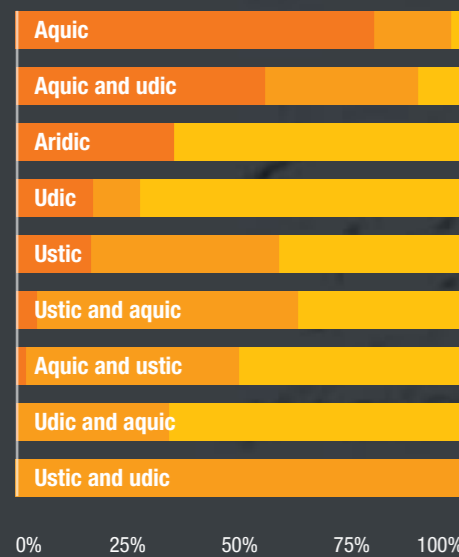 Aquic
Aquic and udic
Aridic
Udic
Ustic
Ustic and aquic
Aquic and ustic
Udic and aquic
Ustic and udic
0% 25% 50% 75% 100%